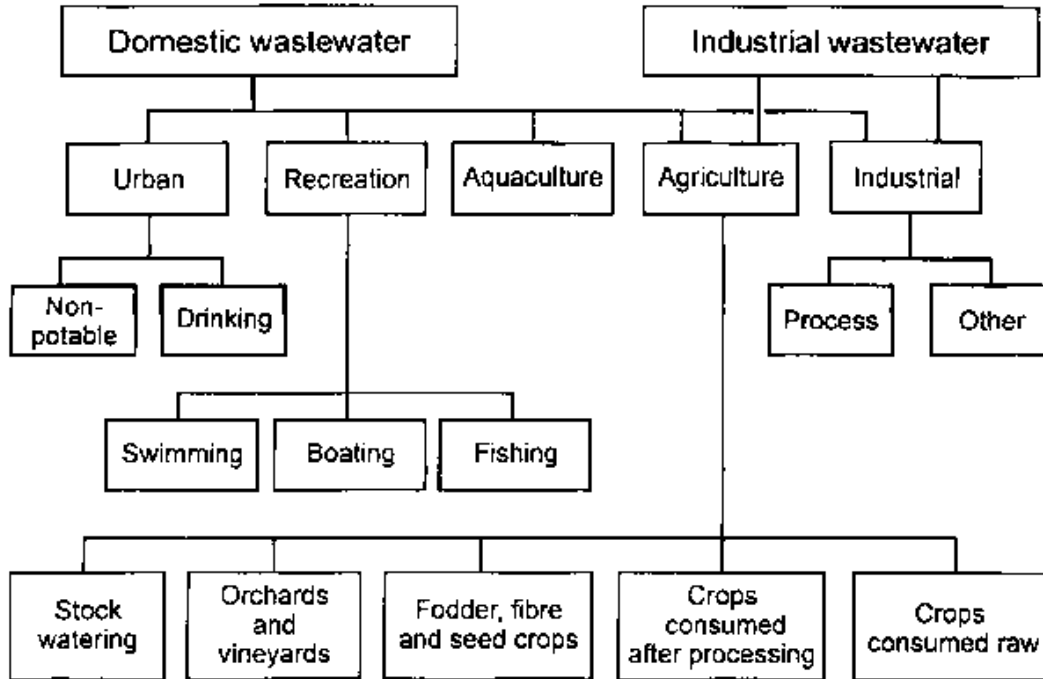 Domestic wastewater
Industrial wastewater
Urban
Recreation
Aquaculture
Agriculture
Industrial
Non-
potable
Drinking
Process
Other
Swimming
Boating
Fishing
Stock
watering
Orchards
and
vineyards
Fodder, fibre
and seed crops
Crops
consumed
after processing
Crops
consumed raw